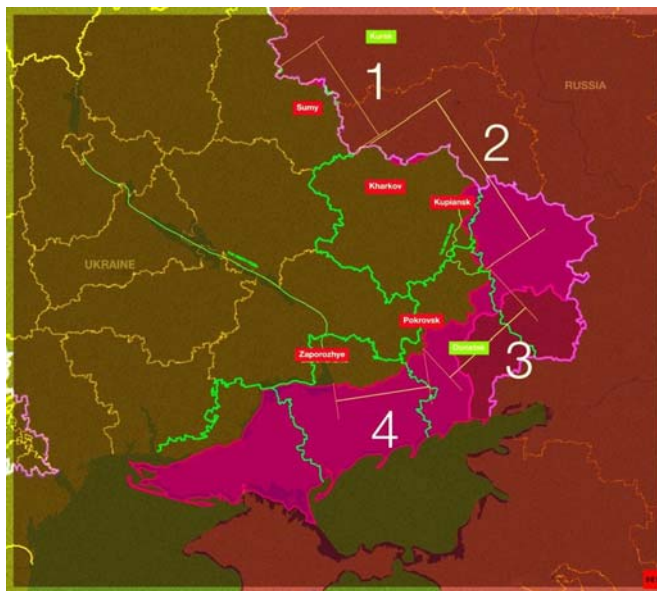 Kursk
1
RUSSIA
Sumy
2
Kharkov
Kupiansk
UKRAINE
Pokrovsk
Zaporozhye
Donetsk
3
4